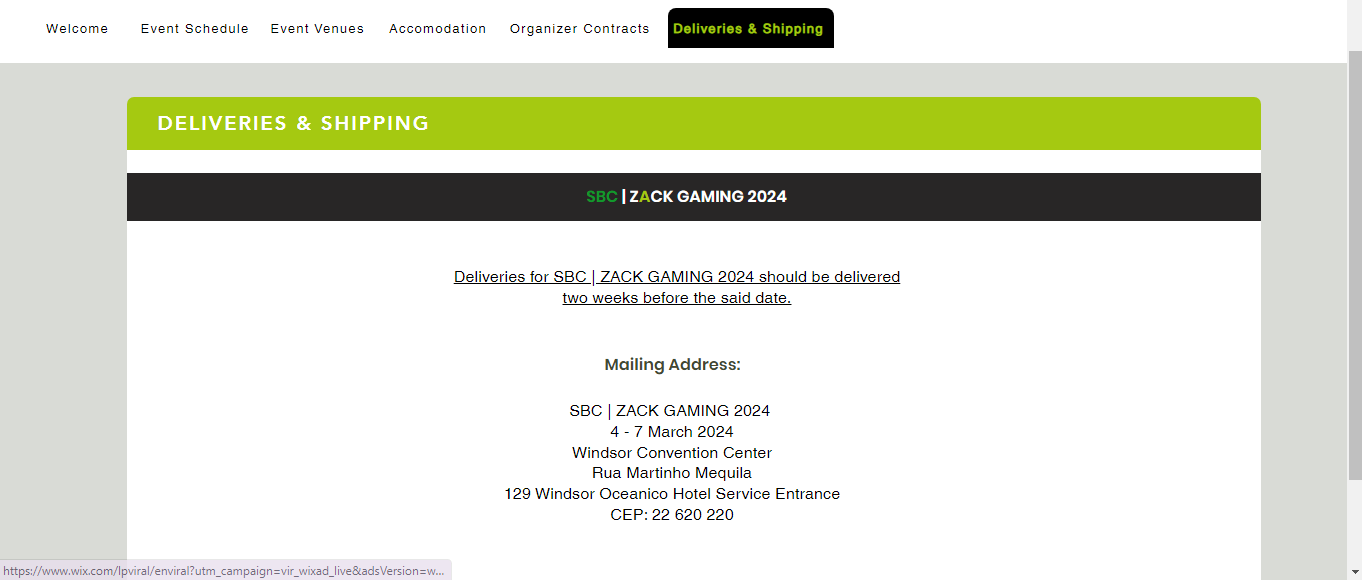 Welcome Event Schedule Event Venues Accomodation Organizer Contracts Deliveries & Shipping
DELIVERIES & SHIPPING
SBC | ZACK GAMING 2024
Deliveries for SBC | ZACK GAMING 2024 should be delivered
two weeks before the said date.
Mailing Address:
SBC | ZACK GAMING 2024
4 - 7 March 2024
Windsor Convention Center
Rua Martinho Mequila
129 Windsor Oceanico Hotel Service Entrance
CEP: 22 620 220
https://www.wix.com/lpviral/enviral?utm_campaign=vir_wixad_live&adsVersion=w...